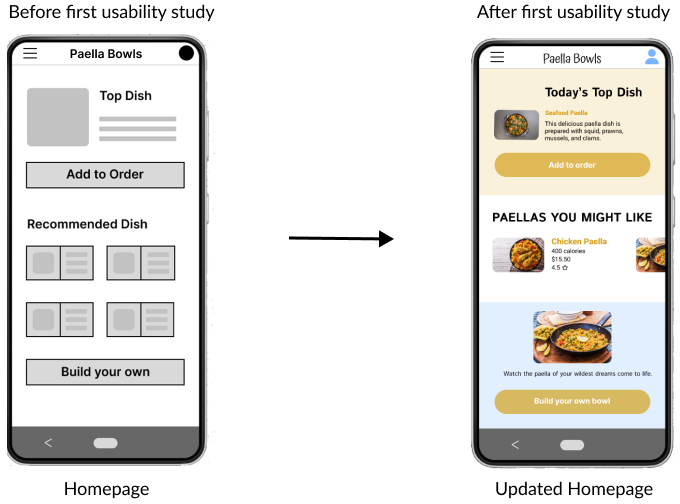 Before first usability study
After first usability study
Paella Bowls
Top Dish
Add to Order
Recommended Dish
Build your own
Homepage
Paella Bowls
Today's Top Dish
Seafood Paella
This delicious paella dish is
prepared with squid, prawns,
mussels, and clams.
Add to order
PAELLAS YOU MIGHT LIKE
Chicken Paella
400 calories
$15.50
4.5 ☆
Watch the paella of your wildest dreams come to life.
Build your own bowl
Updated Homepage